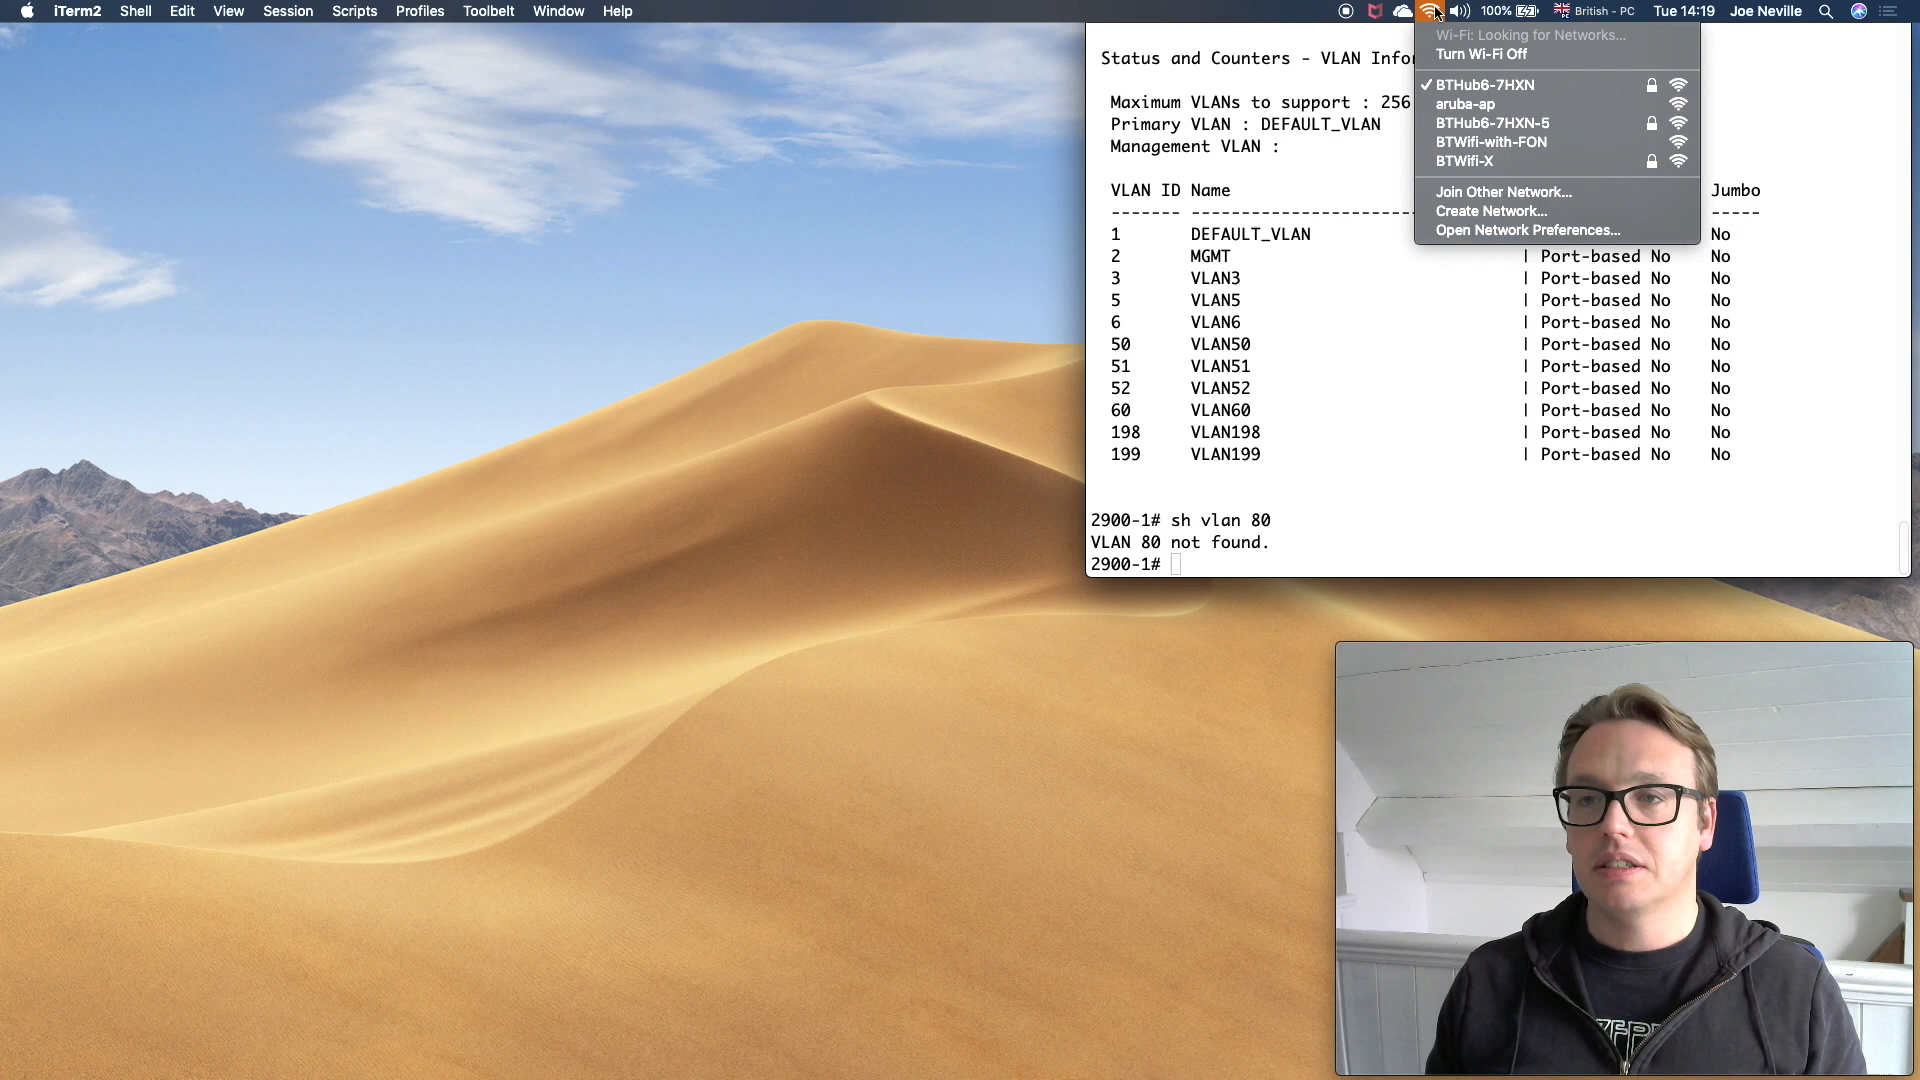 iTerm2 Shell Edit View Session Scripts Profiles Toolbelt Window Help 100% British - PC Tue 14:19 Joe Neville
Wi-Fi: Looking for Networks...
Turn Wi-Fi Off
BTHub6-7HXN
aruba-ap
BTHub6-7HXN-5
BTWifi-with-FON
BTWifi-X
Join Other Network...
Create Network...
Open Network Preferences...
Status and Counters - VLAN Infor
Maximum VLANs to support : 256
Primary VLAN : DEFAULT_VLAN
Management VLAN :
VLAN ID Name Jumbo
------- ----------------------- -----
1 DEFAULT_VLAN No
2 MGMT | Port-based No No
3 VLAN3 | Port-based No No
5 VLAN5 | Port-based No No
6 VLAN6 | Port-based No No
50 VLAN50 | Port-based No No
51 VLAN51 | Port-based No No
52 VLAN52 | Port-based No No
60 VLAN60 | Port-based No No
198 VLAN198 | Port-based No No
199 VLAN199 | Port-based No No
2900-1# sh vlan 80
VLAN 80 not found.
2900-1#